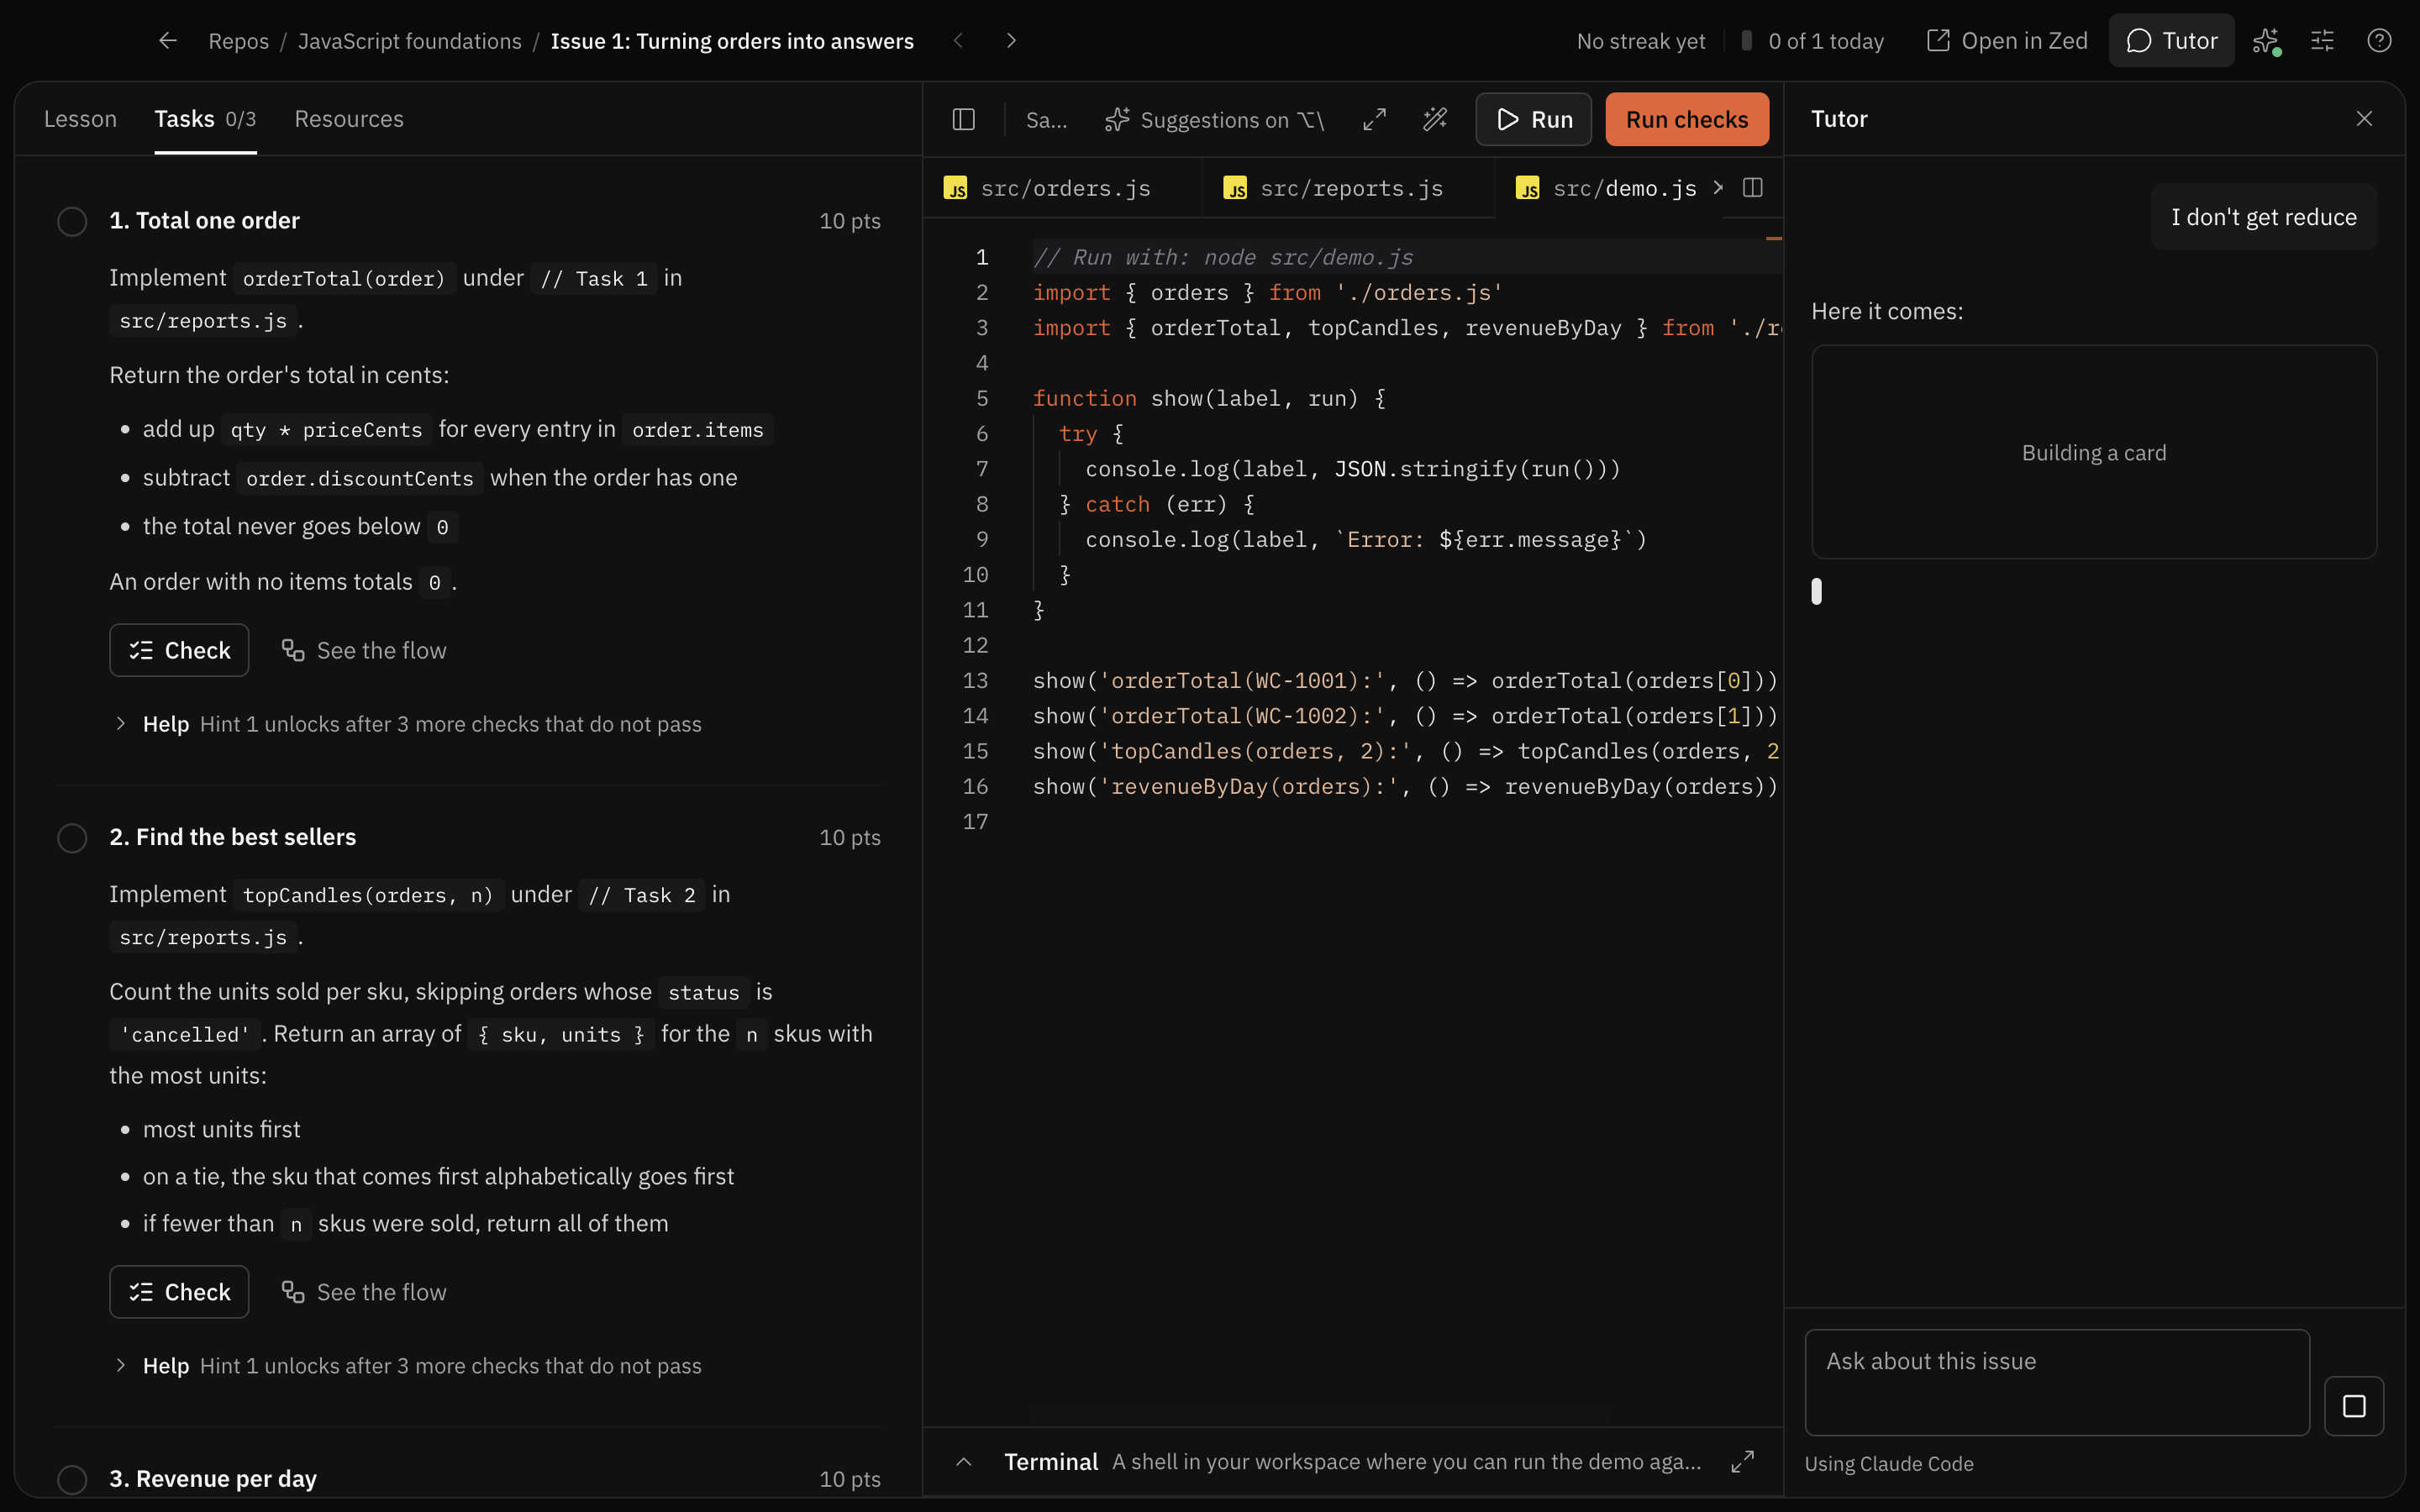 Repos / JavaScript foundations / Issue 1: Turning orders into answers
No streak yet
0 of 1 today
Open in Zed
Tutor
Lesson
Tasks 0/3
Resources
1. Total one order
10 pts
Implement orderTotal(order) under // Task 1 in
src/reports.js .
Return the order's total in cents:
• add up qty * priceCents for every entry in order.items
• subtract order.discountCents when the order has one
• the total never goes below 0
An order with no items totals 0 .
Check
See the flow
Help Hint 1 unlocks after 3 more checks that do not pass
2. Find the best sellers
10 pts
Implement topCandles(orders, n) under // Task 2 in
src/reports.js .
Count the units sold per sku, skipping orders whose status is
'cancelled' . Return an array of { sku, units } for the n skus with
the most units:
• most units first
• on a tie, the sku that comes first alphabetically goes first
• if fewer than n skus were sold, return all of them
Check
See the flow
Help Hint 1 unlocks after 3 more checks that do not pass
3. Revenue per day
10 pts
Sa...
Suggestions on ⌥\
Run
Run checks
JS src/orders.js
JS src/reports.js
JS src/demo.js
1 // Run with: node src/demo.js
2 import { orders } from './orders.js'
3 import { orderTotal, topCandles, revenueByDay } from './r
4
5 function show(label, run) {
6 try {
7 console.log(label, JSON.stringify(run()))
8 } catch (err) {
9 console.log(label, `Error: ${err.message}`)
10 }
11 }
12
13 show('orderTotal(WC-1001):', () => orderTotal(orders[0]))
14 show('orderTotal(WC-1002):', () => orderTotal(orders[1]))
15 show('topCandles(orders, 2):', () => topCandles(orders, 2
16 show('revenueByDay(orders):', () => revenueByDay(orders))
17
Terminal A shell in your workspace where you can run the demo aga...
Tutor
I don't get reduce
Here it comes:
Building a card
Ask about this issue
Using Claude Code